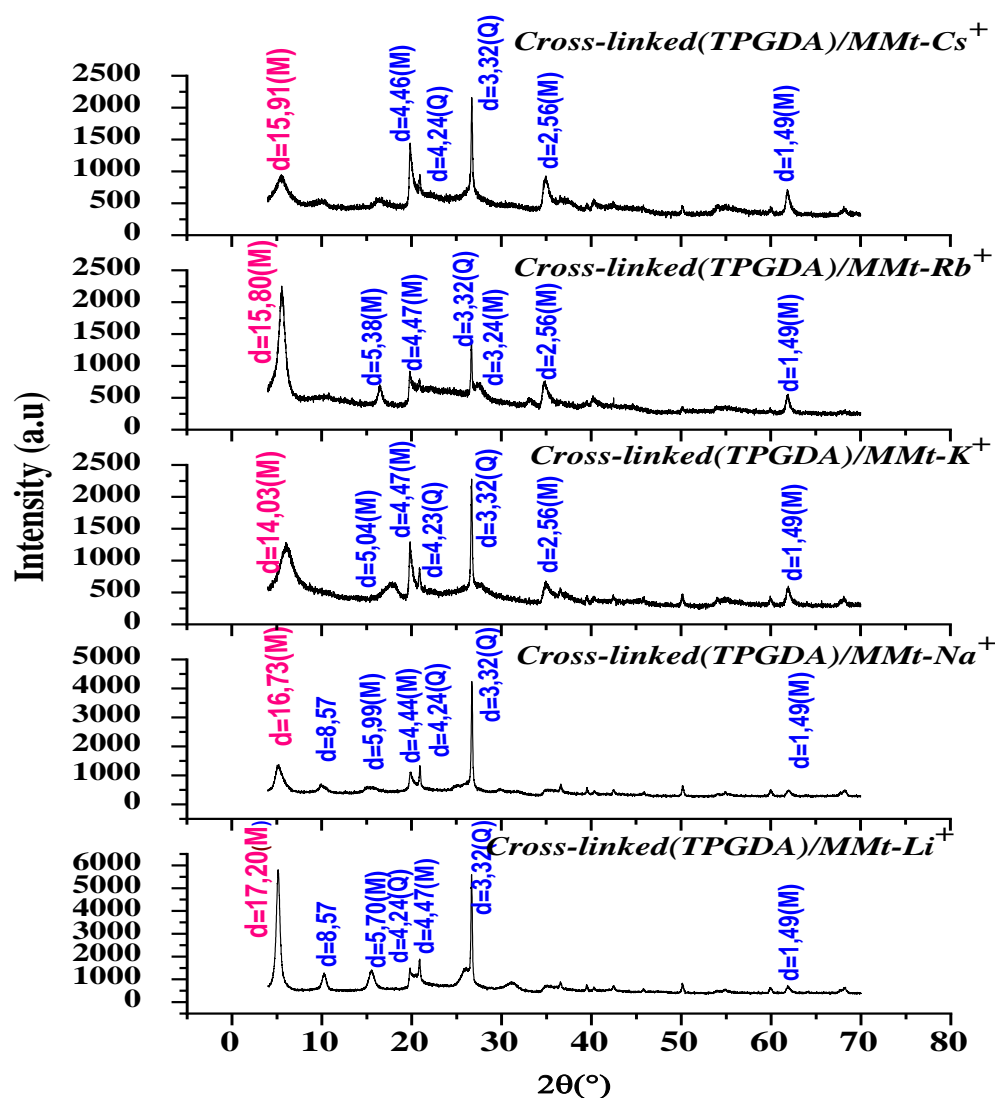 Cross-linked(TPGDA)/MMt-Cs+
2500
2000
1500
1000
500
0
d=15,91(M)
d=4,46(M)
d=4,24(Q)
d=3,32(Q)
d=2,56(M)
d=1,49(M)
Cross-linked(TPGDA)/MMt-Rb+
2500
2000
1500
1000
500
0
d=15,80(M)
d=5,38(M)
d=4,47(M)
d=3,32(Q)
d=3,24(M)
d=2,56(M)
d=1,49(M)
Cross-linked(TPGDA)/MMt-K+
2500
2000
1500
1000
500
0
d=14,03(M)
d=5,04(M)
d=4,47(M)
d=4,23(Q)
d=3,32(Q)
d=2,56(M)
d=1,49(M)
Cross-linked(TPGDA)/MMt-Na+
5000
4000
3000
2000
1000
0
d=16,73(M)
d=8,57
d=5,99(M)
d=4,44(M)
d=4,24(Q)
d=3,32(Q)
d=1,49(M)
Cross-linked(TPGDA)/MMt-Li+
6000
5000
4000
3000
2000
1000
0
d=17,20(M)
d=8,57
d=5,70(M)
d=4,24(Q)
d=4,47(M)
d=3,32(Q)
d=1,49(M)
Intensity (a.u)
0 10 20 30 40 50 60 70 80
2θ(°)